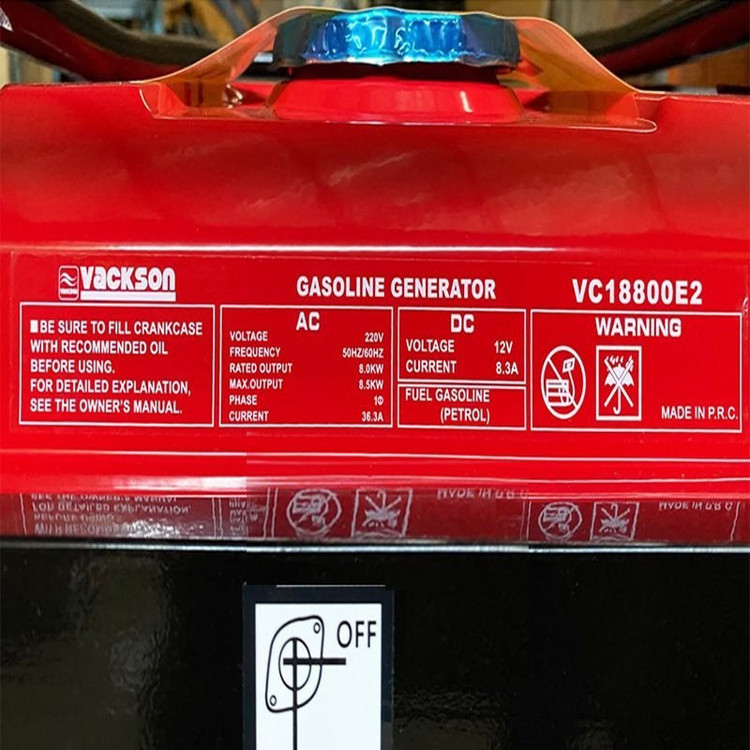 VACKSON
VACKSON
GASOLINE GENERATOR
VC18800E2
■BE SURE TO FILL CRANKCASE
WITH RECOMMENDED OIL
BEFORE USING.
FOR DETAILED EXPLANATION,
SEE THE OWNER'S MANUAL.
AC
VOLTAGE 220V
FREQUENCY 50HZ/60HZ
RATED OUTPUT 8.0KW
MAX.OUTPUT 8.5KW
PHASE 1Φ
CURRENT 36.3A
DC
VOLTAGE 12V
CURRENT 8.3A
FUEL GASOLINE
(PETROL)
WARNING
MADE IN P.R.C.
OFF